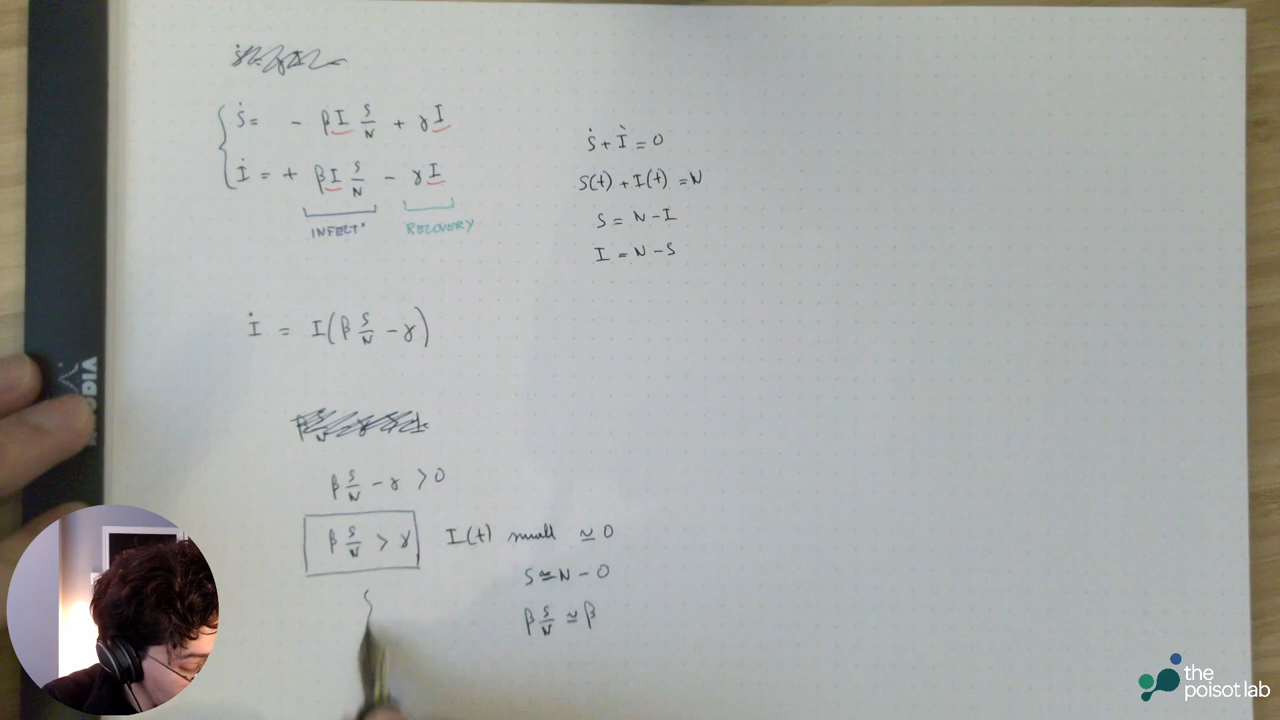 Ṡ = - βI S/N + γI
İ = + βI S/N - γI
INFECT° RECOVERY
Ṡ + İ = 0
S(t) + I(t) = N
S = N - I
I = N - S
İ = I(β S/N - γ)
β S/N - γ > 0
β S/N > γ I(t) small ≃ 0
S ≅ N - 0
β S/N ≃ β
the
poisot lab